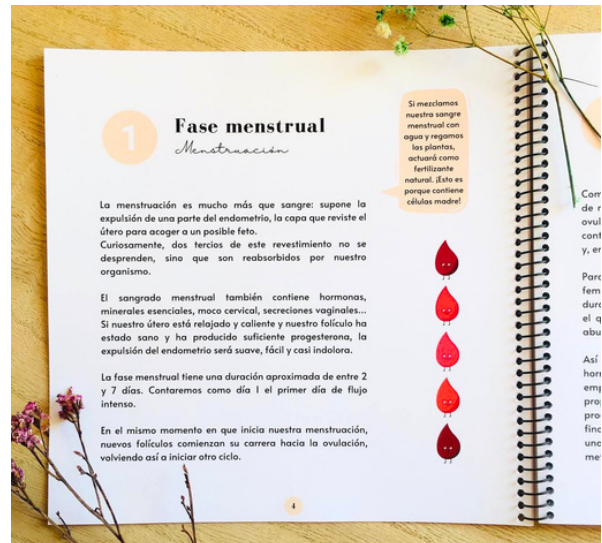 1
Fase menstrual
Menstruación
Si mezclamos
nuestra sangre
menstrual con
agua y regamos
las plantas,
actuará como
fertilizante
natural. ¡Esto es
porque contiene
células madre!
La menstruación es mucho más que sangre: supone la
expulsión de una parte del endometrio, la capa que reviste el
útero para acoger a un posible feto.
Curiosamente, dos tercios de este revestimiento no se
desprenden, sino que son reabsorbidos por nuestro
organismo.
El sangrado menstrual también contiene hormonas,
minerales esenciales, moco cervical, secreciones vaginales...
Si nuestro útero está relajado y caliente y nuestro folículo ha
estado sano y ha producido suficiente progesterona, la
expulsión del endometrio será suave, fácil y casi indolora.
La fase menstrual tiene una duración aproximada de entre 2
y 7 días. Contaremos como día 1 el primer día de flujo
intenso.
En el mismo momento en que inicia nuestra menstruación,
nuevos folículos comienzan su carrera hacia la ovulación,
volviendo así a iniciar otro ciclo.
4